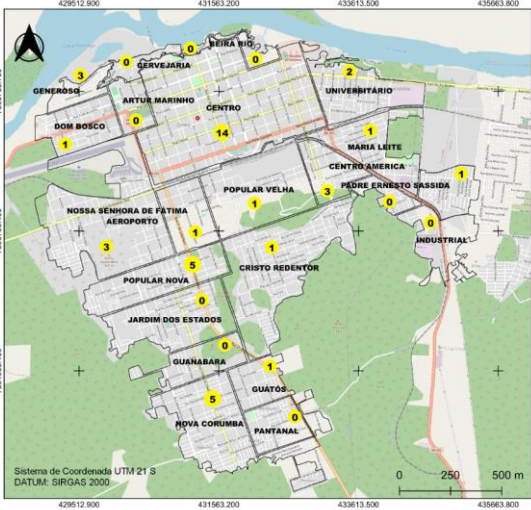 429512.900 431563.200 433613.500 435663.800
BEIRA RIO
0
0
CERVEJARIA
0
3
GENEROSO
2
UNIVERSITÁRIO
ARTUR MARINHO
CENTRO
0
DOM BOSCO
14
1
MARIA LEITE
1
CENTRO AMERICA
POPULAR VELHA
PADRE ERNESTO SASSIDA
1
3
0
1
NOSSA SENHORA DE FÁTIMA
AEROPORTO
1
0
INDUSTRIAL
3
1
5
CRISTO REDENTOR
POPULAR NOVA
0
JARDIM DOS ESTADOS
0
GUANABARA
1
GUATÓS
5
0
NOVA CORUMBA
PANTANAL
Sistema de Coordenada UTM 21 S
DATUM: SIRGAS 2000
0 250 500 m
429512.900 431563.200 433613.500 435663.800